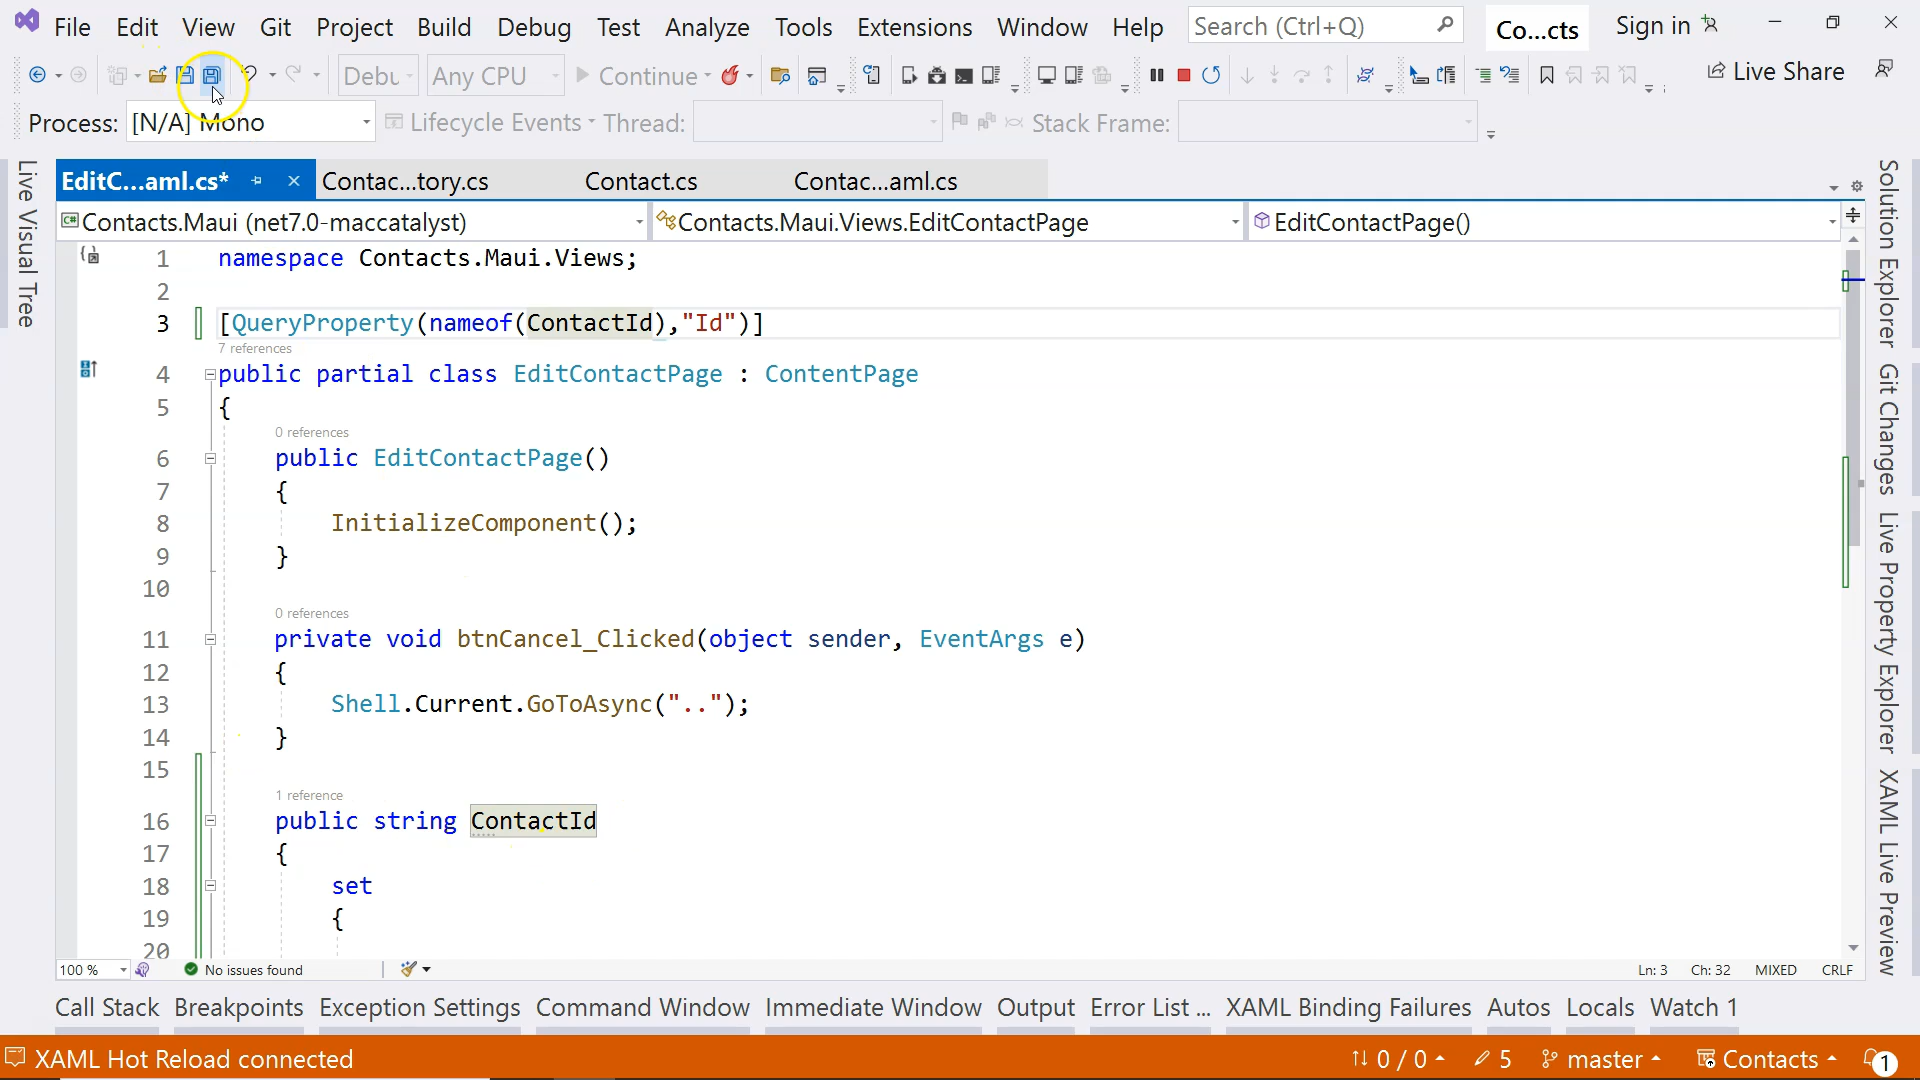 File Edit View Git Project Build Debug Test Analyze Tools Extensions Window Help Search (Ctrl+Q) Co...cts Sign in
Debu Any CPU Continue Live Share
Process: [N/A] Mono Lifecycle Events Thread: Stack Frame:
EditC...aml.cs* Contac...tory.cs Contact.cs Contac...aml.cs
Contacts.Maui (net7.0-maccatalyst) Contacts.Maui.Views.EditContactPage EditContactPage()
1 namespace Contacts.Maui.Views;
2
3 [QueryProperty(nameof(ContactId),"Id")]
7 references
4 public partial class EditContactPage : ContentPage
5 {
0 references
6 public EditContactPage()
7 {
8 InitializeComponent();
9 }
10
0 references
11 private void btnCancel_Clicked(object sender, EventArgs e)
12 {
13 Shell.Current.GoToAsync("..");
14 }
15
1 reference
16 public string ContactId
17 {
18 set
19 {
20
100 % No issues found Ln: 3 Ch: 32 MIXED CRLF
Call Stack Breakpoints Exception Settings Command Window Immediate Window Output Error List ... XAML Binding Failures Autos Locals Watch 1
XAML Hot Reload connected 0 / 0 5 master Contacts 1
Live Visual Tree
Solution Explorer
Git Changes
Live Property Explorer
XAML Live Preview